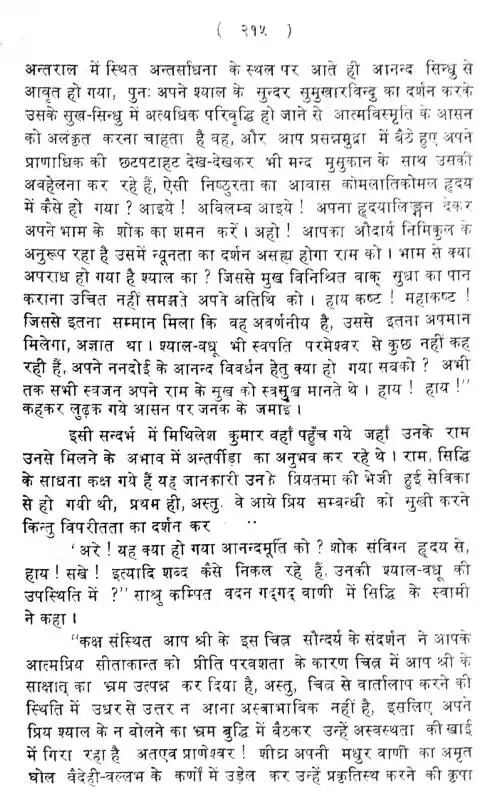 ( २१५ )
अन्तराल में स्थित अन्तर्साधना के स्थल पर आते ही आनन्द सिन्धु से
आवृत हो गया, पुनः अपने श्याल के सुन्दर सुमुखारविन्दु का दर्शन करके
उसके सुख-सिन्धु में अत्यधिक परिवृद्धि हो जाने से आत्मविस्मृति के आसन
को अलंकृत करना चाहता है वह, और आप प्रसन्नमुद्रा में बैठे हुए अपने
प्राणाधिक की छटपटाहट देख-देखकर भी मन्द मुसुकान के साथ उसकी
अवहेलना कर रहे हैं, ऐसी निष्ठुरता का आवास कोमलातिकोमल हृदय
में कैसे हो गया ? आइये ! अविलम्ब आइये ! अपना हृदयालिङ्गन देकर
अपने भाम के शोक का शमन करें । अहो ! आपका औदार्य निमिकुल के
अनुरूप रहा है उसमें न्यूनता का दर्शन असह्य होगा राम को । भाम से क्या
अपराध हो गया है श्याल का ? जिससे मुख विनिश्रित वाक् सुधा का पान
कराना उचित नहीं समझते अपने अतिथि को । हाय कष्ट ! महाकष्ट !
जिससे इतना सम्मान मिला कि वह अवर्णनीय है, उससे इतना अपमान
मिलेगा, अज्ञात था । श्याल-वधू भी स्वपति परमेश्वर से कुछ नहीं कह
रही हैं, अपने ननदोई के आनन्द विवर्धन हेतु क्या हो गया सबको ? अभी
तक सभी स्वजन अपने राम के मुख को स्वसुख मानते थे । हाय ! हाय !"
कहकर लुढ़क गये आसन पर जनक के जमाई ।
इसी सन्दर्भ में मिथिलेश कुमार वहाँ पहुँच गये जहाँ उनके राम
उनसे मिलने के अभाव में अन्तर्पीड़ा का अनुभव कर रहे थे । राम, सिद्धि
के साधना कक्ष गये हैं यह जानकारी उनके प्रियतमा की भेजी हुई सेविका
से हो गयी थी, प्रथम ही, अस्तु, वे आये प्रिय सम्बन्धी को सुखी करने
किन्तु विपरीतता का दर्शन कर ··
'अरे ! यह क्या हो गया आनन्दमूर्ति को ? शोक संविग्न हृदय से,
हाय ! सखे ! इत्यादि शब्द कैसे निकल रहे हैं, उनकी श्याल-वधू की
उपस्थिति में ?" साश्रु कम्पित वदन गद्गद् वाणी में सिद्धि के स्वामी
ने कहा ।
"कक्ष संस्थित आप श्री के इस चित्र सौन्दर्य के संदर्शन ने आपके
आत्मप्रिय सीताकान्त को प्रीति परवशता के कारण चित्र में आप श्री के
साक्षात् का भ्रम उत्पन्न कर दिया है, अस्तु, चित्र से वार्तालाप करने की
स्थिति में उधर से उत्तर न आना अस्वाभाविक नहीं है, इसलिए अपने
प्रिय श्याल के न बोलने का भ्रम बुद्धि में बैठकर उन्हें अस्वस्थता की खाई
में गिरा रहा है अतएव प्राणेश्वर ! शीघ्र अपनी मधुर वाणी का अमृत
घोल वैदेही-वल्लभ के कर्णों में उड़ेल कर उन्हें प्रकृतिस्थ करने की कृपा